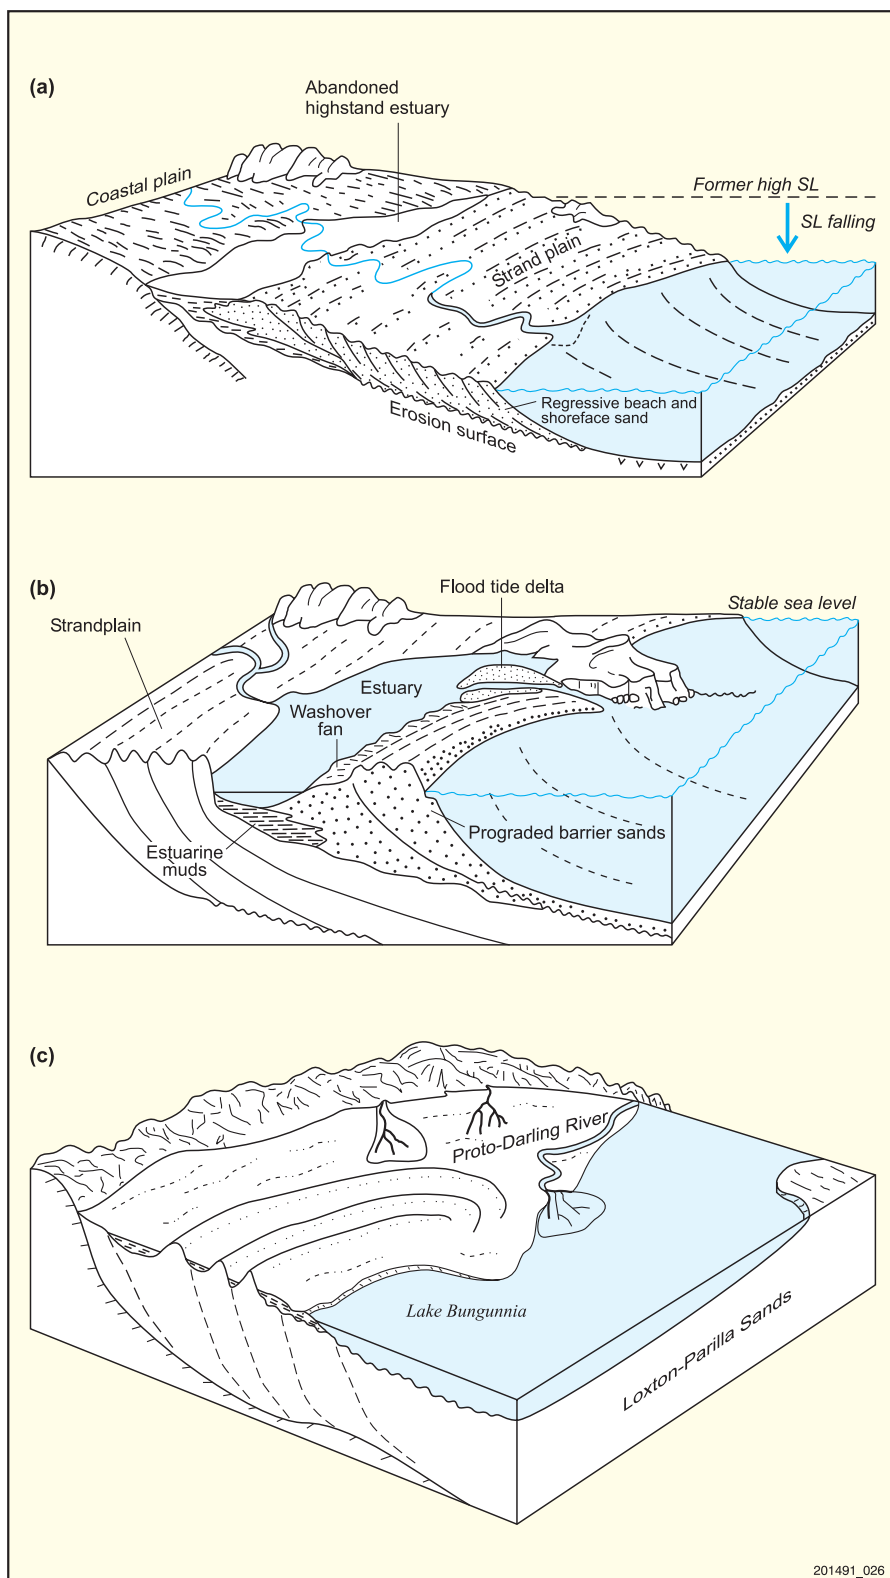 (a)
Abandoned
highstand estuary
Coastal plain
Former high SL
SL falling
Strand plain
Regressive beach and
shoreface sand
Erosion surface
(b)
Flood tide delta
Stable sea level
Strandplain
Estuary
Washover
fan
Prograded barrier sands
Estuarine
muds
(c)
Proto-Darling River
Lake Bungunnia
Loxton-Parilla Sands
201491_026